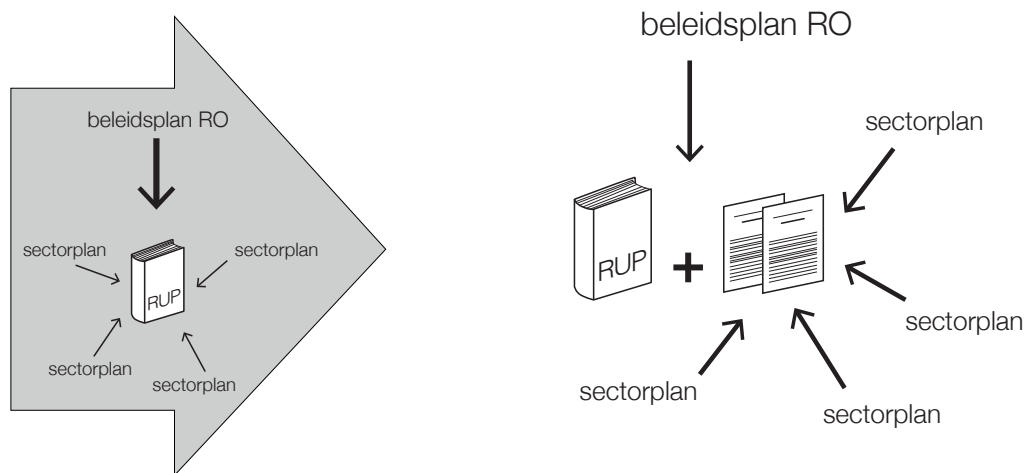 beleidsplan RO
sectorplan
sectorplan
RUP
sectorplan
sectorplan
beleidsplan RO
sectorplan
RUP
+
sectorplan
sectorplan
sectorplan